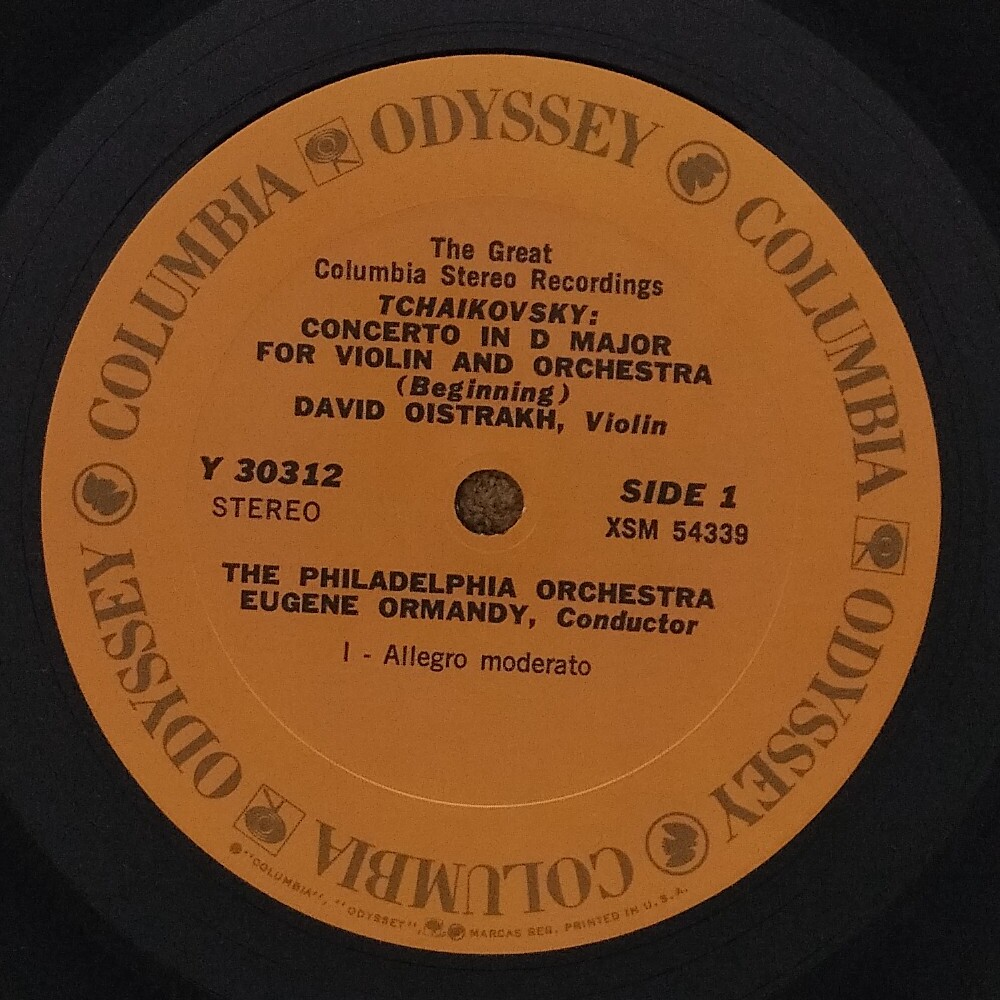 COLUMBIA ODYSSEY COLUMBIA ODYSSEY COLUMBIA ODYSSEY
The Great
Columbia Stereo Recordings
TCHAIKOVSKY:
CONCERTO IN D MAJOR
FOR VIOLIN AND ORCHESTRA
(Beginning)
DAVID OISTRAKH, Violin
Y 30312
STEREO
SIDE 1
XSM 54339
THE PHILADELPHIA ORCHESTRA
EUGENE ORMANDY, Conductor
I - Allegro moderato
"COLUMBIA", "ODYSSEY", MARCAS REG. PRINTED IN U.S.A.